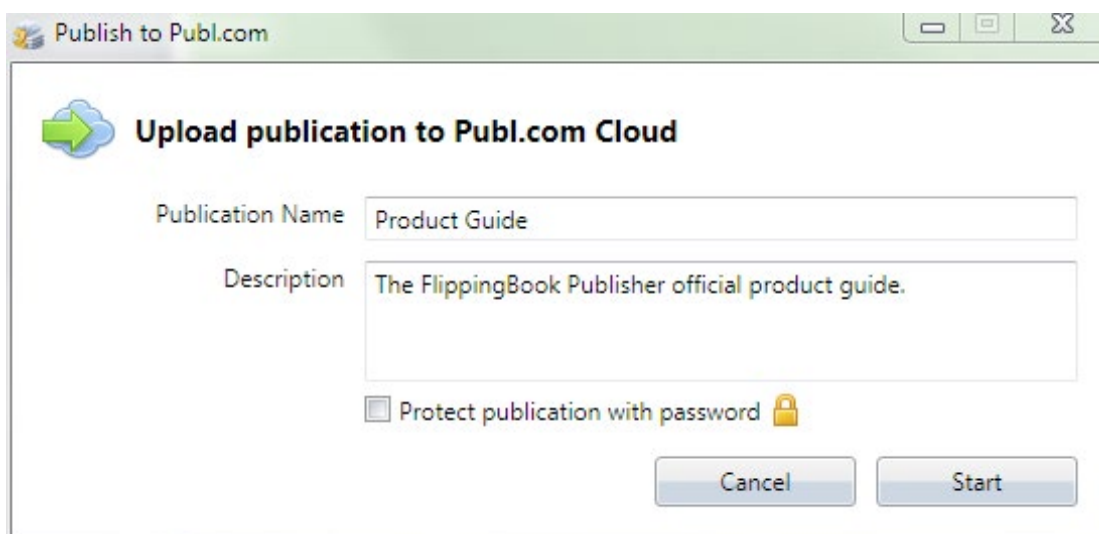 Publish to Publ.com
Upload publication to Publ.com Cloud
Publication Name Product Guide
Description The FlippingBook Publisher official product guide.
Protect publication with password
Cancel Start